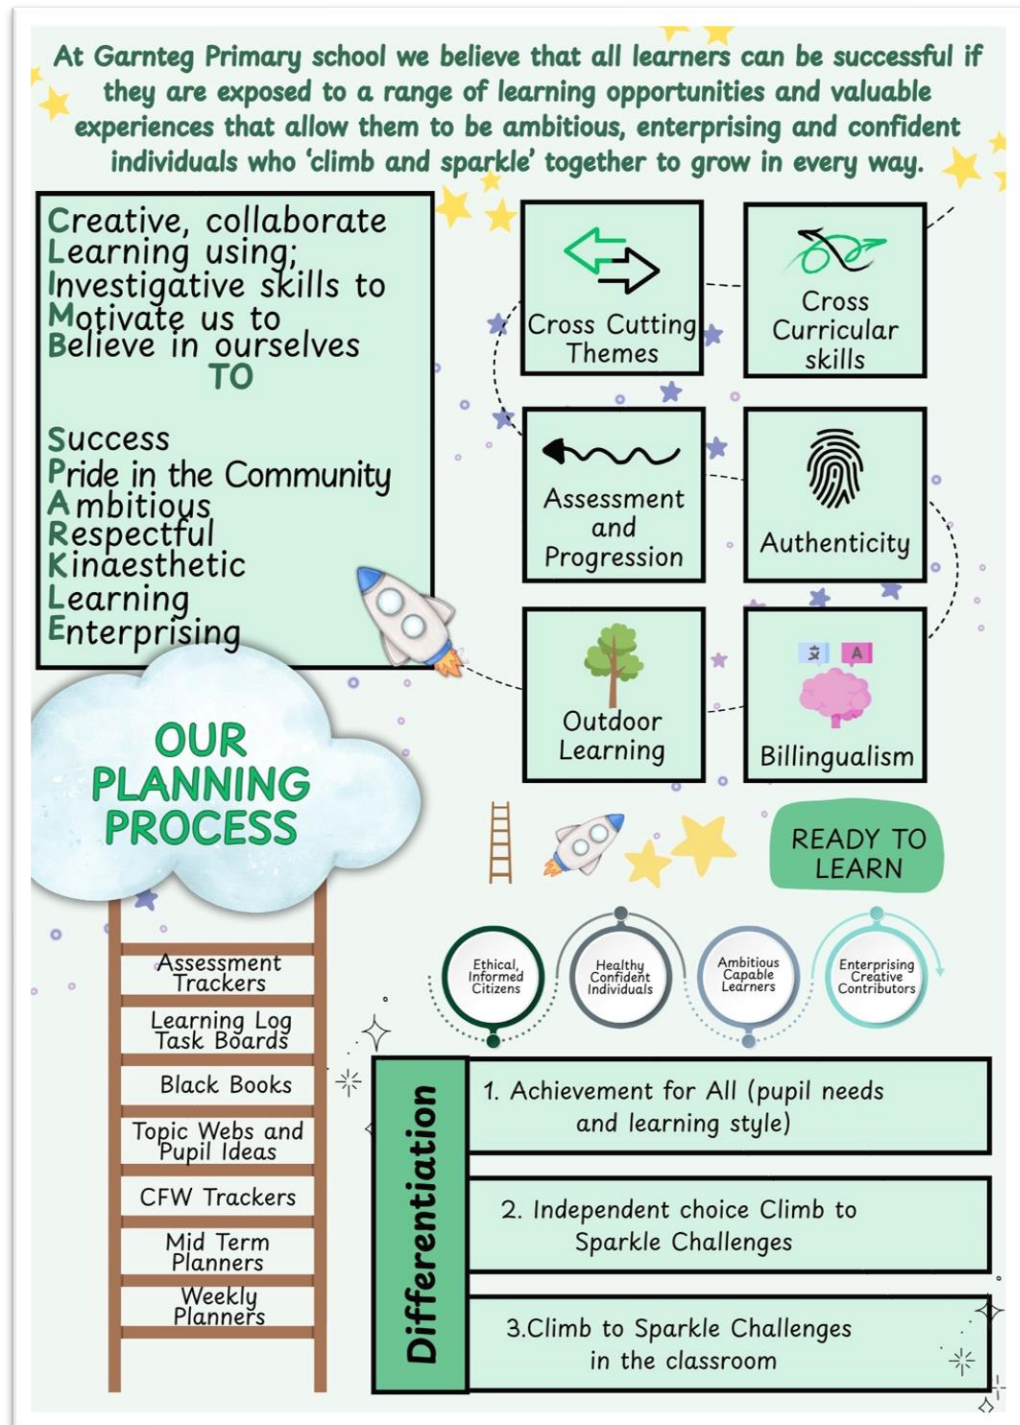 At Garnteg Primary school we believe that all learners can be successful if
they are exposed to a range of learning opportunities and valuable
experiences that allow them to be ambitious, enterprising and confident
individuals who ‘climb and sparkle’ together to grow in every way.
Creative, collaborate
Learning using;
Investigative skills to
Motivate us to
Believe in ourselves
TO
Success
Pride in the Community
Ambitious
Respectful
Kinaesthetic
Learning
Enterprising
Cross Cutting
Themes
Cross
Curricular
skills
Assessment
and
Progression
Authenticity
Outdoor
Learning
文 A
Billingualism
OUR
PLANNING
PROCESS
Assessment
Trackers
Learning Log
Task Boards
Black Books
Topic Webs and
Pupil Ideas
CFW Trackers
Mid Term
Planners
Weekly
Planners
READY TO
LEARN
Ethical,
Informed
Citizens
Healthy
Confident
Individuals
Ambitious
Capable
Learners
Enterprising
Creative
Contributors
Differentiation
1. Achievement for All (pupil needs
and learning style)
2. Independent choice Climb to
Sparkle Challenges
3.Climb to Sparkle Challenges
in the classroom